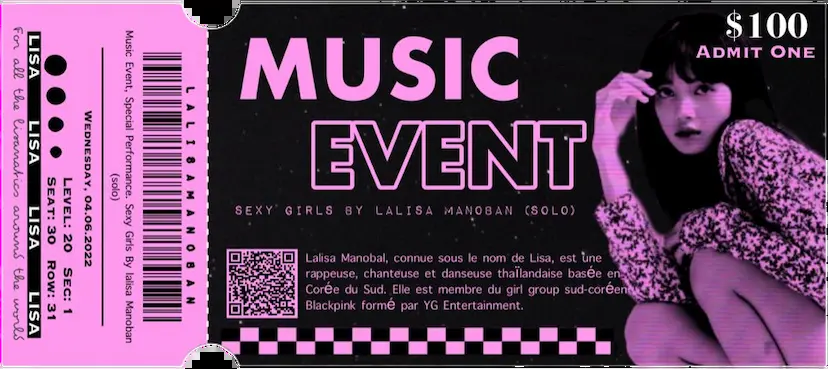 For all the lisanatics around the world
LISA LISA LISA LISA
LEVEL: 20 SEC: 1
SEAT: 30 ROW: 31
WEDNESDAY, 04.06.2022
Music Event, Special Performance. Sexy Girls By lalisa Manoban
(solo)
LALISAMANOBAN
MUSIC
EVENT
SEXY GIRLS BY LALISA MANOBAN (SOLO)
Lalisa Manobal, connue sous le nom de Lisa, est une
rappeuse, chanteuse et danseuse thaïlandaise basée en
Corée du Sud. Elle est membre du girl group sud-coréen
Blackpink formé par YG Entertainment.
$100
ADMIT ONE